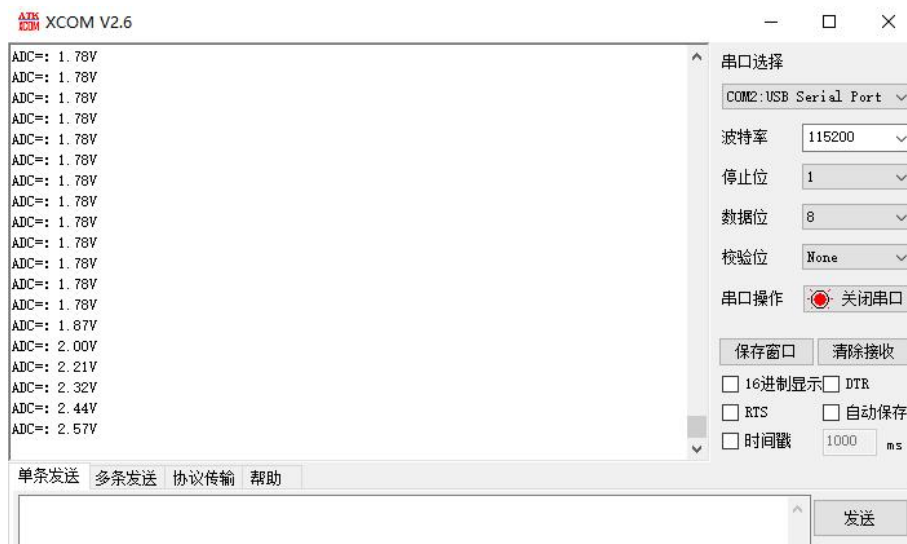 ATK XCOM XCOM V2.6
ADC=: 1.78V
ADC=: 1.78V
ADC=: 1.78V
ADC=: 1.78V
ADC=: 1.78V
ADC=: 1.78V
ADC=: 1.78V
ADC=: 1.78V
ADC=: 1.78V
ADC=: 1.78V
ADC=: 1.78V
ADC=: 1.78V
ADC=: 1.78V
ADC=: 1.87V
ADC=: 2.00V
ADC=: 2.21V
ADC=: 2.32V
ADC=: 2.44V
ADC=: 2.57V
串口选择
COM2:USB Serial Port
波特率 115200
停止位 1
数据位 8
校验位 None
串口操作 关闭串口
保存窗口 清除接收
16进制显示 DTR
RTS 自动保存
时间戳 1000 ms
单条发送 多条发送 协议传输 帮助
发送